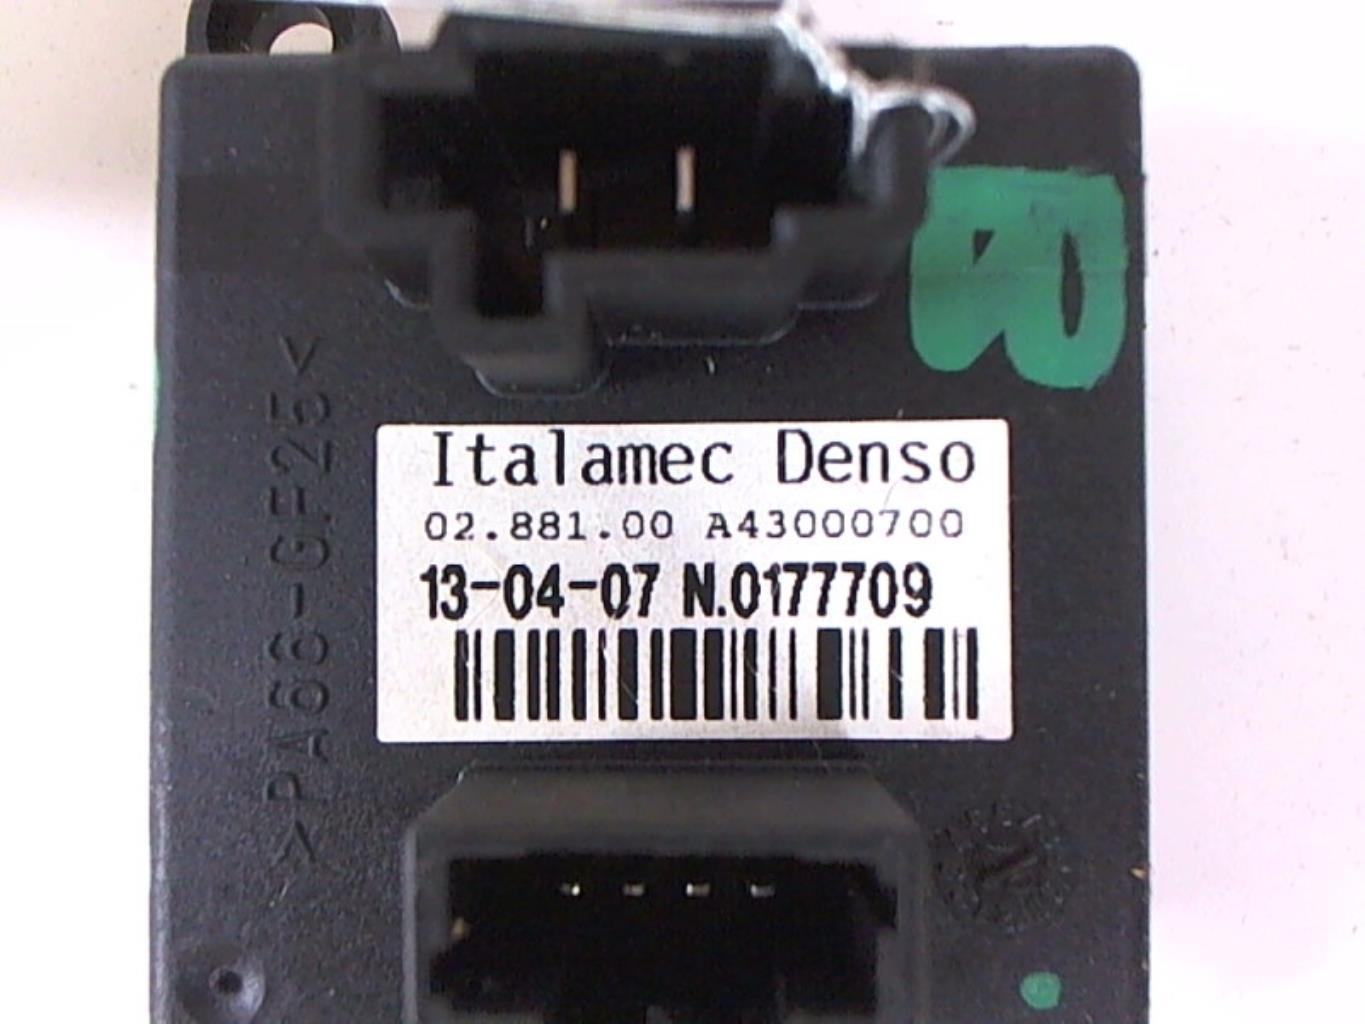 Italamec Denso
02.881.00 A43000700
13-04-07 N.0177709
>PA66-GF25<